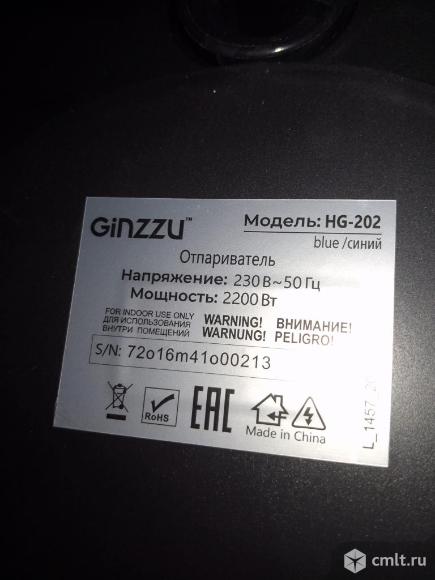 GiNZZU™
Модель: HG-202
blue /синий
Отпариватель
Напряжение: 230 В~50 Гц
Мощность: 2200 Вт
FOR INDOOR USE ONLY
ДЛЯ ИСПОЛЬЗОВАНИЯ
ВНУТРИ ПОМЕЩЕНИЙ
WARNING! ВНИМАНИЕ!
WARNUNG! PELIGRO!
S/N: 72o16m41o00213
RoHS
EAC
Made in China
L_1457_20
cmlt.ru